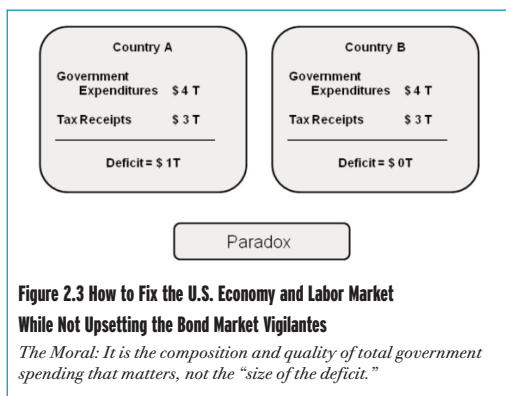 Country A
Government
Expenditures $ 4 T
Tax Receipts $ 3 T
Deficit = $ 1T
Country B
Government
Expenditures $ 4 T
Tax Receipts $ 3 T
Deficit = $ 0T
Paradox
Figure 2.3 How to Fix the U.S. Economy and Labor Market
While Not Upsetting the Bond Market Vigilantes
The Moral: It is the composition and quality of total government
spending that matters, not the “size of the deficit.”